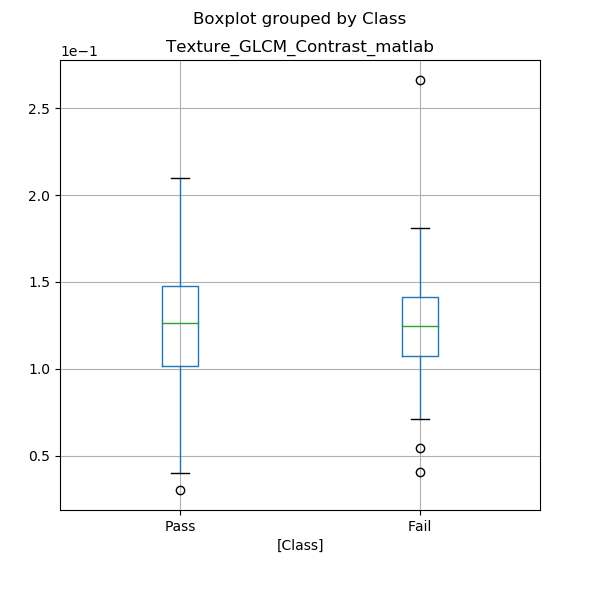 Boxplot grouped by Class
Texture_GLCM_Contrast_matlab
1e−1
2.5
2.0
1.5
1.0
0.5
Pass Fail
[Class]